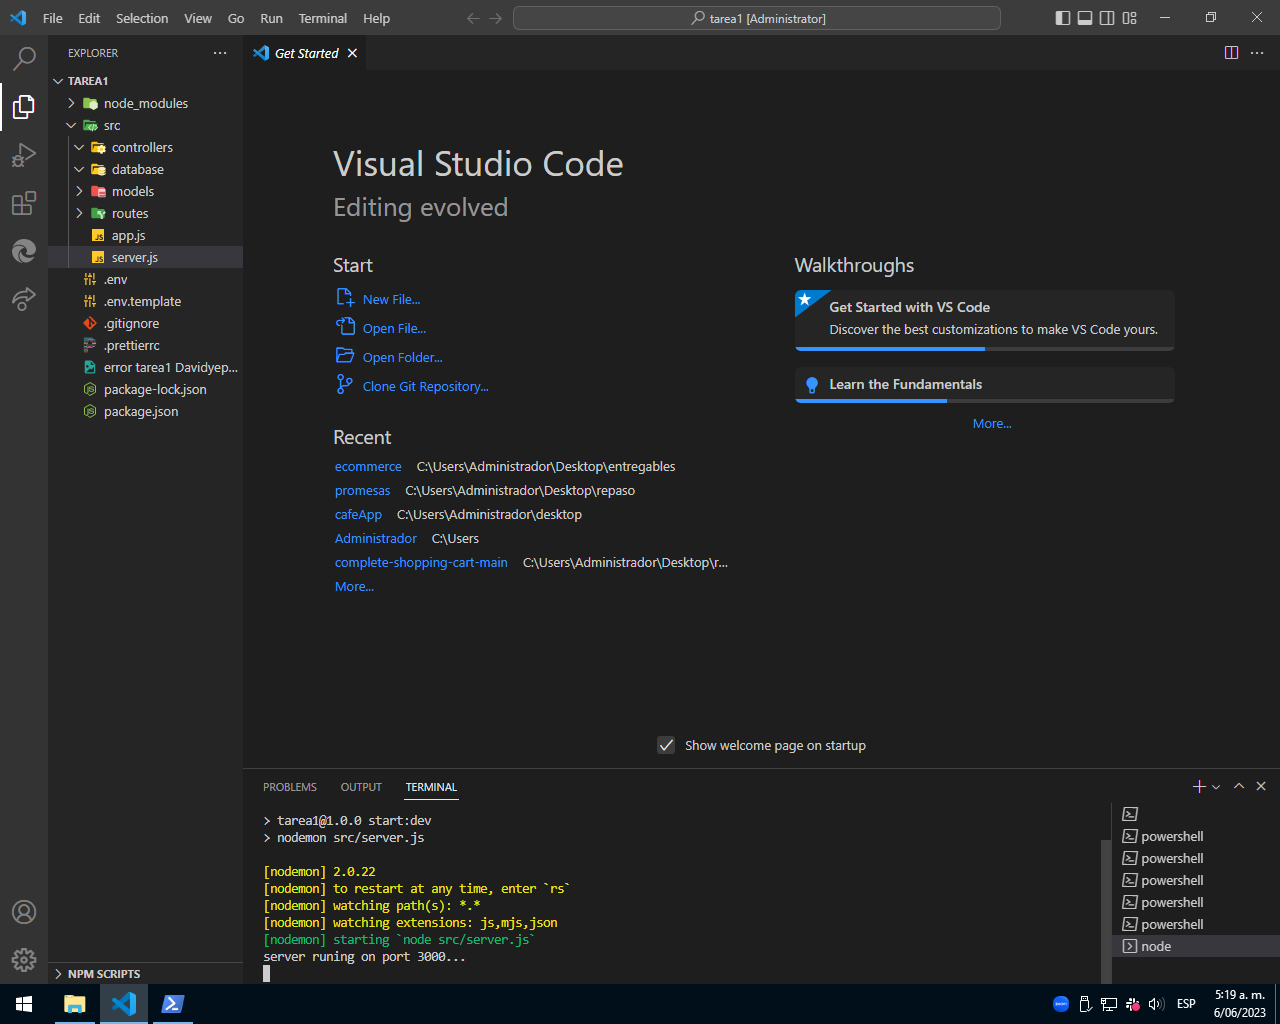 File Edit Selection View Go Run Terminal Help
tarea1 [Administrator]
EXPLORER
Get Started
TAREA1
node_modules
src
controllers
database
models
routes
app.js
server.js
.env
.env.template
.gitignore
.prettierrc
error tarea1 Davidyep...
package-lock.json
package.json
NPM SCRIPTS
Visual Studio Code
Editing evolved
Start
New File...
Open File...
Open Folder...
Clone Git Repository...
Recent
ecommerce C:\Users\Administrador\Desktop\entregables
promesas C:\Users\Administrador\Desktop\repaso
cafeApp C:\Users\Administrador\desktop
Administrador C:\Users
complete-shopping-cart-main C:\Users\Administrador\Desktop\r...
More...
Walkthroughs
Get Started with VS Code
Discover the best customizations to make VS Code yours.
Learn the Fundamentals
More...
Show welcome page on startup
PROBLEMS OUTPUT TERMINAL
> tarea1@1.0.0 start:dev
> nodemon src/server.js
[nodemon] 2.0.22
[nodemon] to restart at any time, enter `rs`
[nodemon] watching path(s): *.*
[nodemon] watching extensions: js,mjs,json
[nodemon] starting `node src/server.js`
server runing on port 3000...
powershell
powershell
powershell
powershell
powershell
node
ESP
5:19 a. m.
6/06/2023